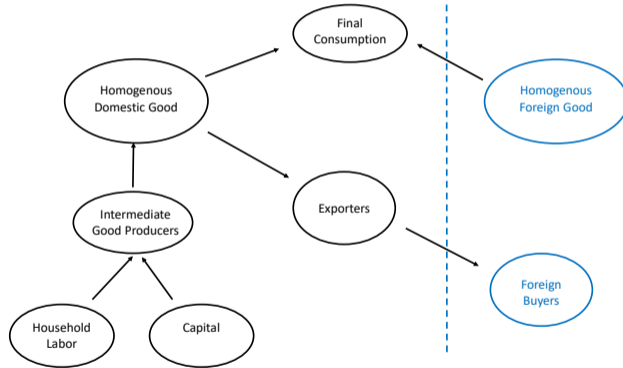 Final
Consumption
Homogenous
Domestic Good
Homogenous
Foreign Good
Intermediate
Good Producers
Exporters
Foreign
Buyers
Household
Labor
Capital